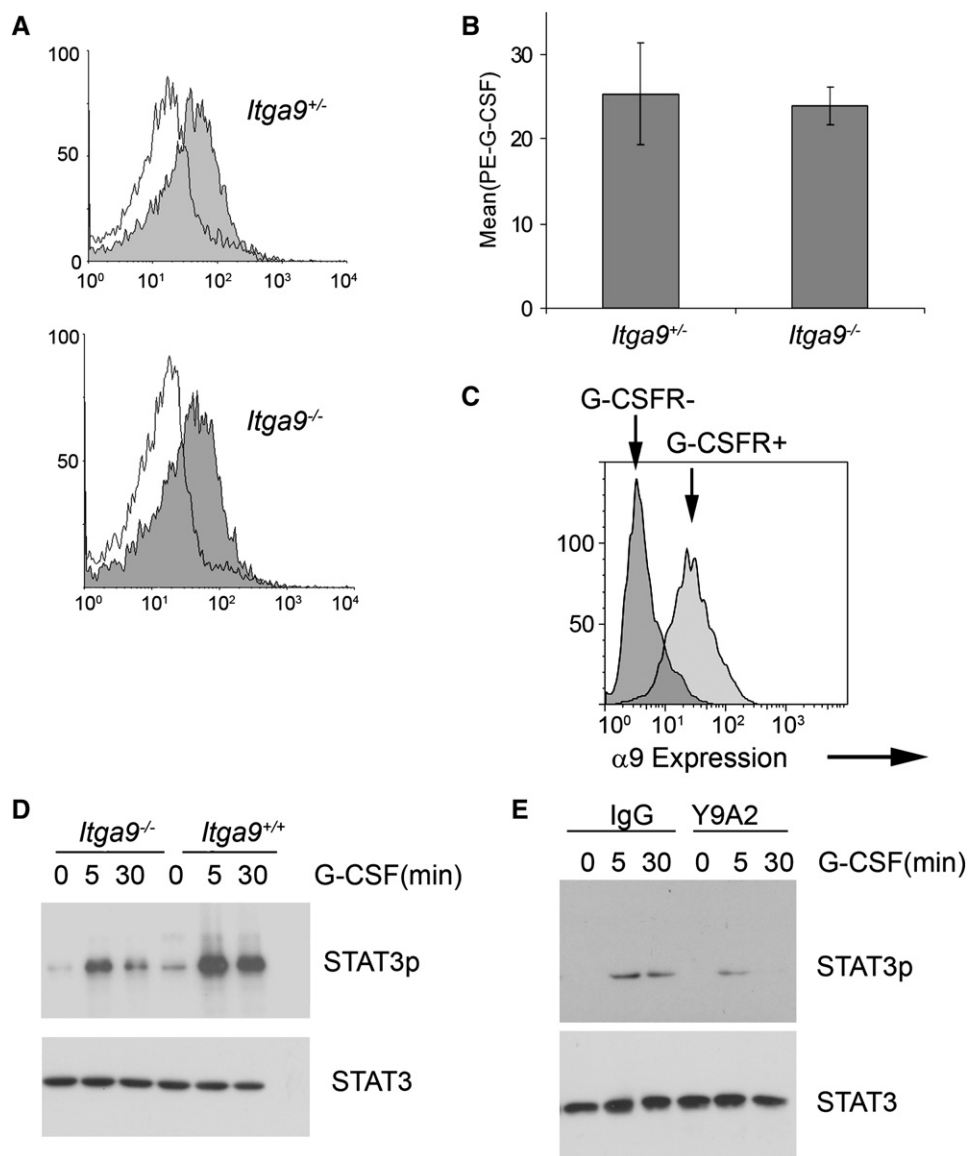 A
100
50
0
10⁰ 10¹ 10² 10³ 10⁴
Itga9+/-
100
50
10⁰ 10¹ 10² 10³ 10⁴
Itga9-/-
B
Mean(PE-G-CSF)
30
20
10
0
Itga9+/- Itga9-/-
C
G-CSFR-
G-CSFR+
100
50
10⁰ 10¹ 10² 10³
α9 Expression
D
Itga9-/- Itga9+/+
0 5 30 0 5 30 G-CSF(min)
STAT3p
STAT3
E
IgG Y9A2
0 5 30 0 5 30 G-CSF(min)
STAT3p
STAT3